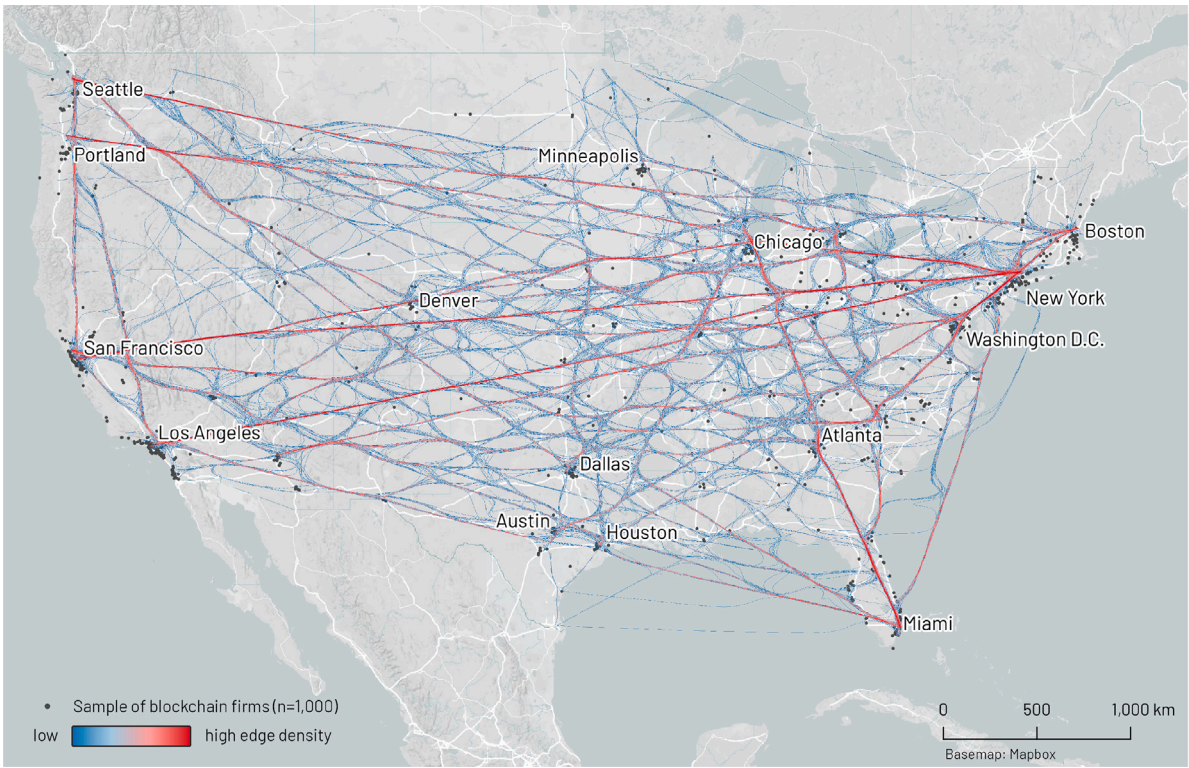 Seattle
Portland
Minneapolis
Chicago
Boston
Denver
New York
San Francisco
Washington D.C.
Los Angeles
Atlanta
Dallas
Austin
Houston
Miami
Sample of blockchain firms (n=1,000)
low high edge density
0 500 1,000 km
Basemap: Mapbox